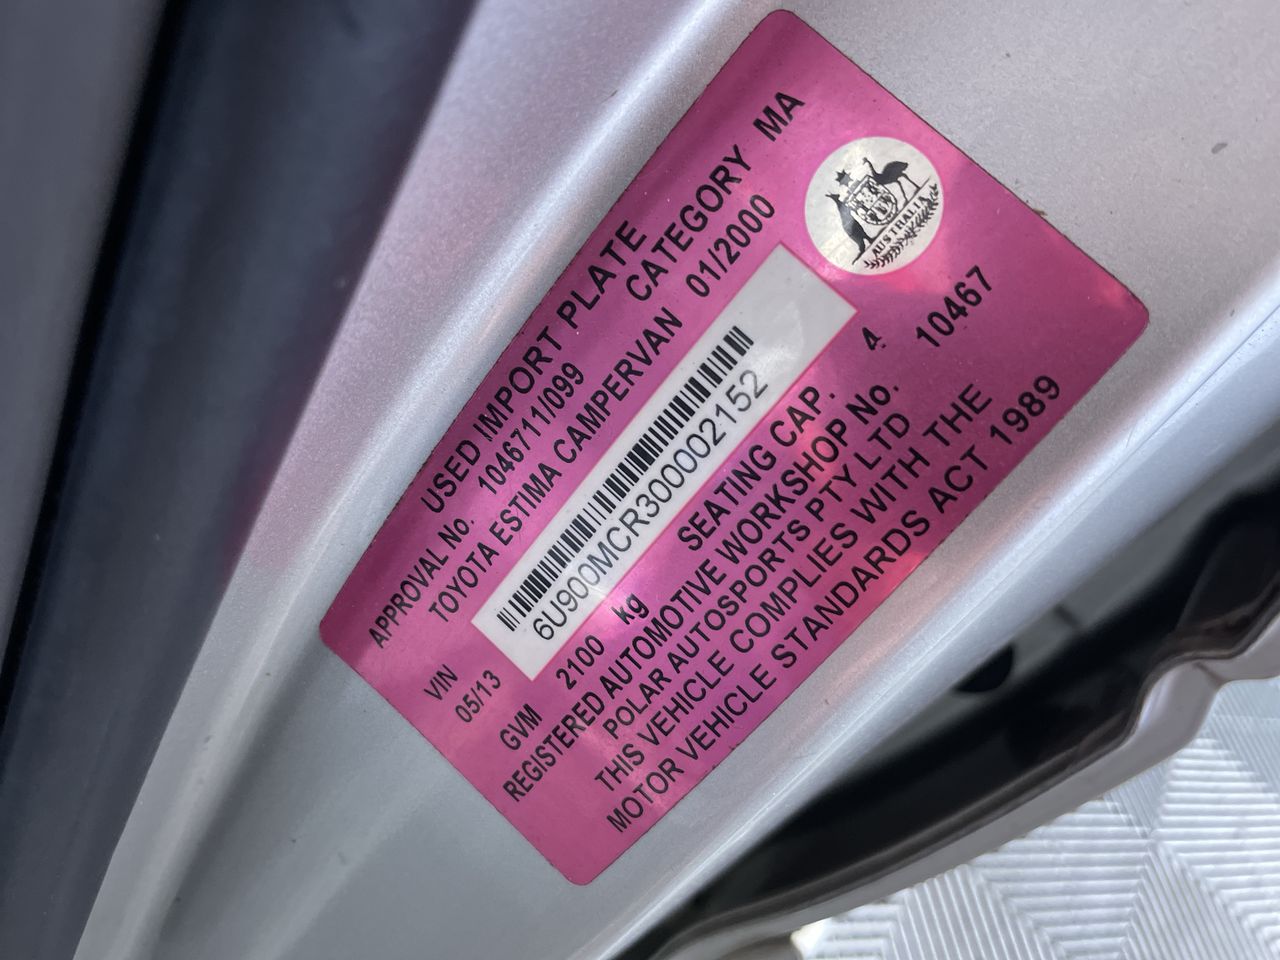 USED IMPORT PLATE
APPROVAL No. 1046711/099 CATEGORY MA
TOYOTA ESTIMA CAMPERVAN 01/2000
VIN 6U900MCR300002152
05/13
GVM 2100 kg SEATING CAP. 4
REGISTERED AUTOMOTIVE WORKSHOP No. 10467
POLAR AUTOSPORTS PTY LTD
THIS VEHICLE COMPLIES WITH THE
MOTOR VEHICLE STANDARDS ACT 1989
AUSTRALIA